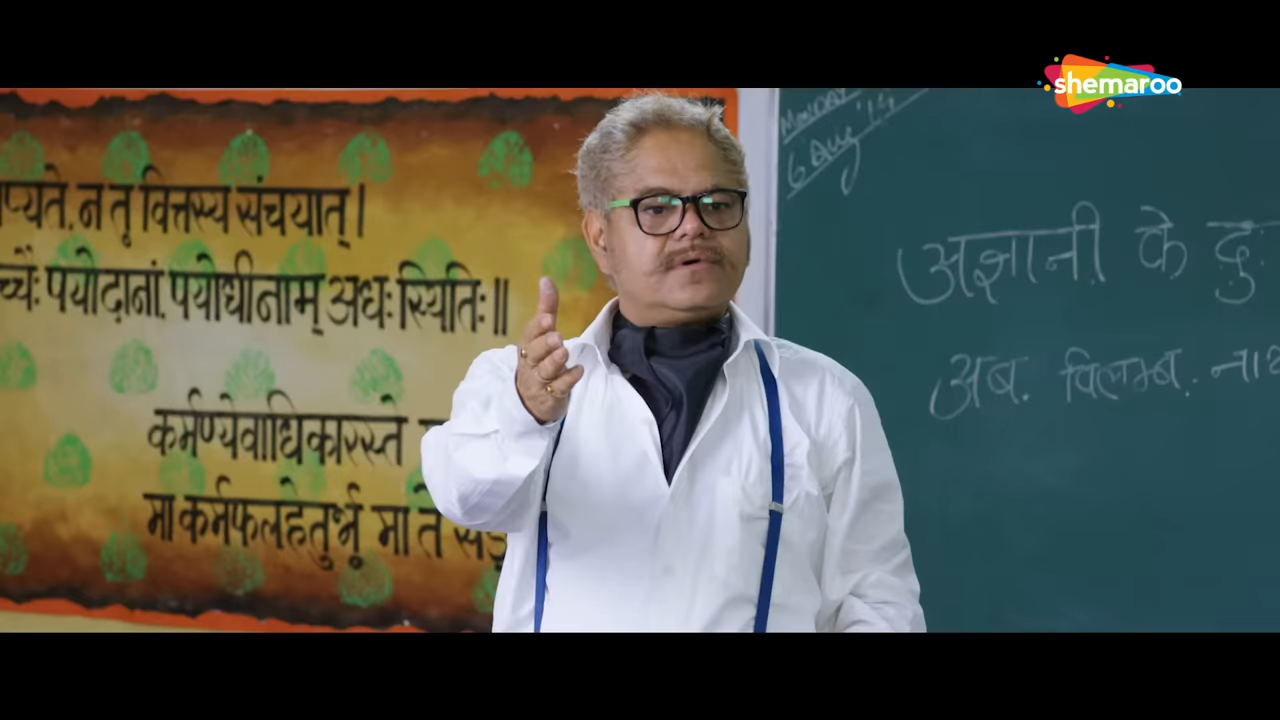 shemaroo
Monday
6 Aug '14
प्यते. न तृ वित्तस्य संचयात् ।
च्चैः पयोदानां. पयोधीनाम् अधः स्थितिः॥
कर्मण्येवाधिकारस्ते
मा कर्मफलहेतुर्भू मा ते
अज्ञानी के
अब. विलम्ब.